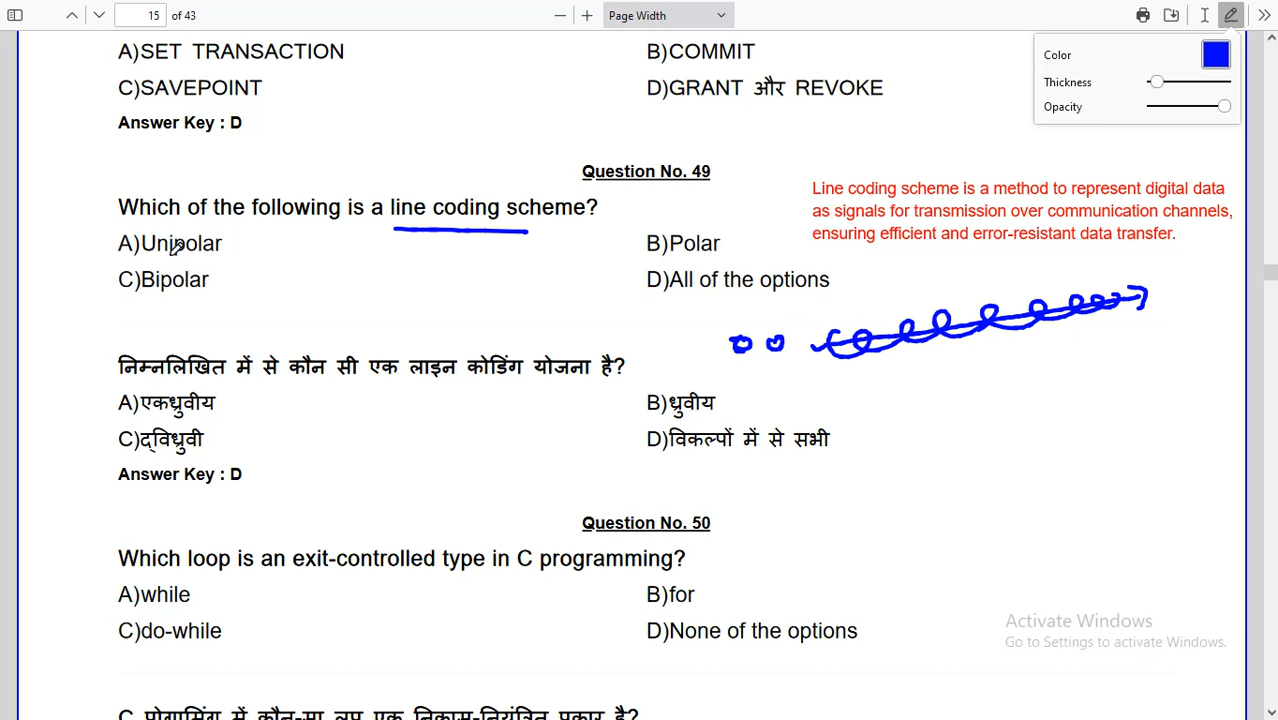 15 of 43
Page Width
Color
Thickness
Opacity
A)SET TRANSACTION
B)COMMIT
C)SAVEPOINT
D)GRANT और REVOKE
Answer Key : D
Question No. 49
Which of the following is a line coding scheme?
Line coding scheme is a method to represent digital data
as signals for transmission over communication channels,
ensuring efficient and error-resistant data transfer.
A)Unipolar
B)Polar
C)Bipolar
D)All of the options
निम्नलिखित में से कौन सी एक लाइन कोडिंग योजना है?
A)एकध्रुवीय
B)ध्रुवीय
C)द्विध्रुवी
D)विकल्पों में से सभी
Answer Key : D
Question No. 50
Which loop is an exit-controlled type in C programming?
A)while
B)for
C)do-while
D)None of the options
Activate Windows
Go to Settings to activate Windows.
C प्रोग्रामिंग में कौन-सा लूप एक निकास-नियंत्रित प्रकार है?